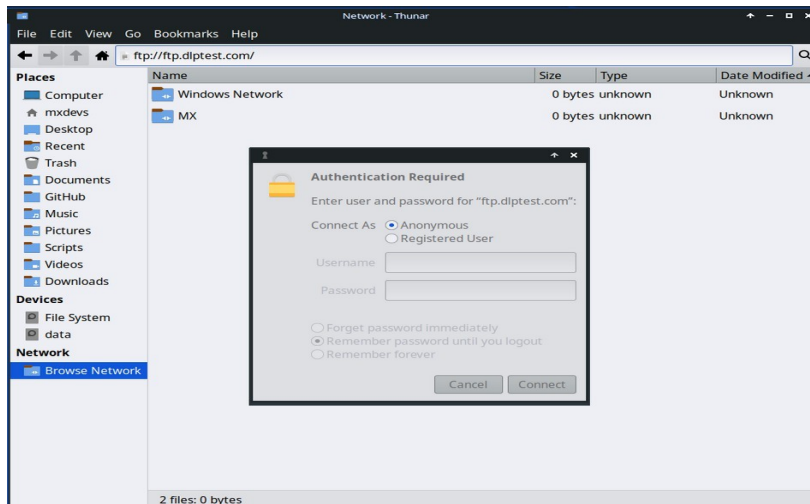 Network - Thunar
File Edit View Go Bookmarks Help
ftp://ftp.dlptest.com/
Places
Computer
mxdevs
Desktop
Recent
Trash
Documents
GitHub
Music
Pictures
Scripts
Videos
Downloads
Devices
File System
data
Network
Browse Network
Name Size Type Date Modified
Windows Network 0 bytes unknown Unknown
MX 0 bytes unknown Unknown
Authentication Required
Enter user and password for "ftp.dlptest.com":
Connect As Anonymous
Registered User
Username
Password
Forget password immediately
Remember password until you logout
Remember forever
Cancel Connect
2 files: 0 bytes